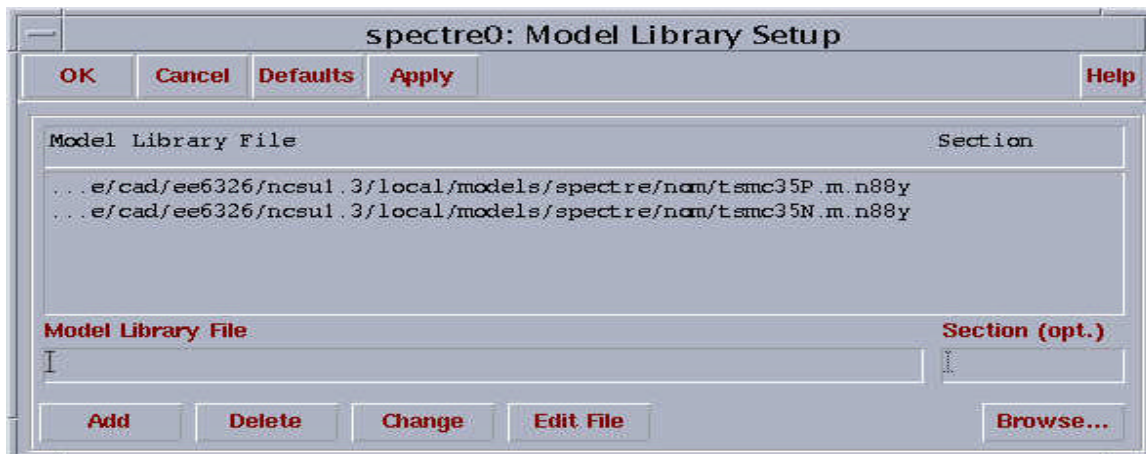 spectre0: Model Library Setup
OK Cancel Defaults Apply Help
Model Library File Section
...e/cad/ee6326/ncsu1.3/local/models/spectre/nom/tsmc35P.m.n88y
...e/cad/ee6326/ncsu1.3/local/models/spectre/nom/tsmc35N.m.n88y
Model Library File Section (opt.)
Add Delete Change Edit File Browse...